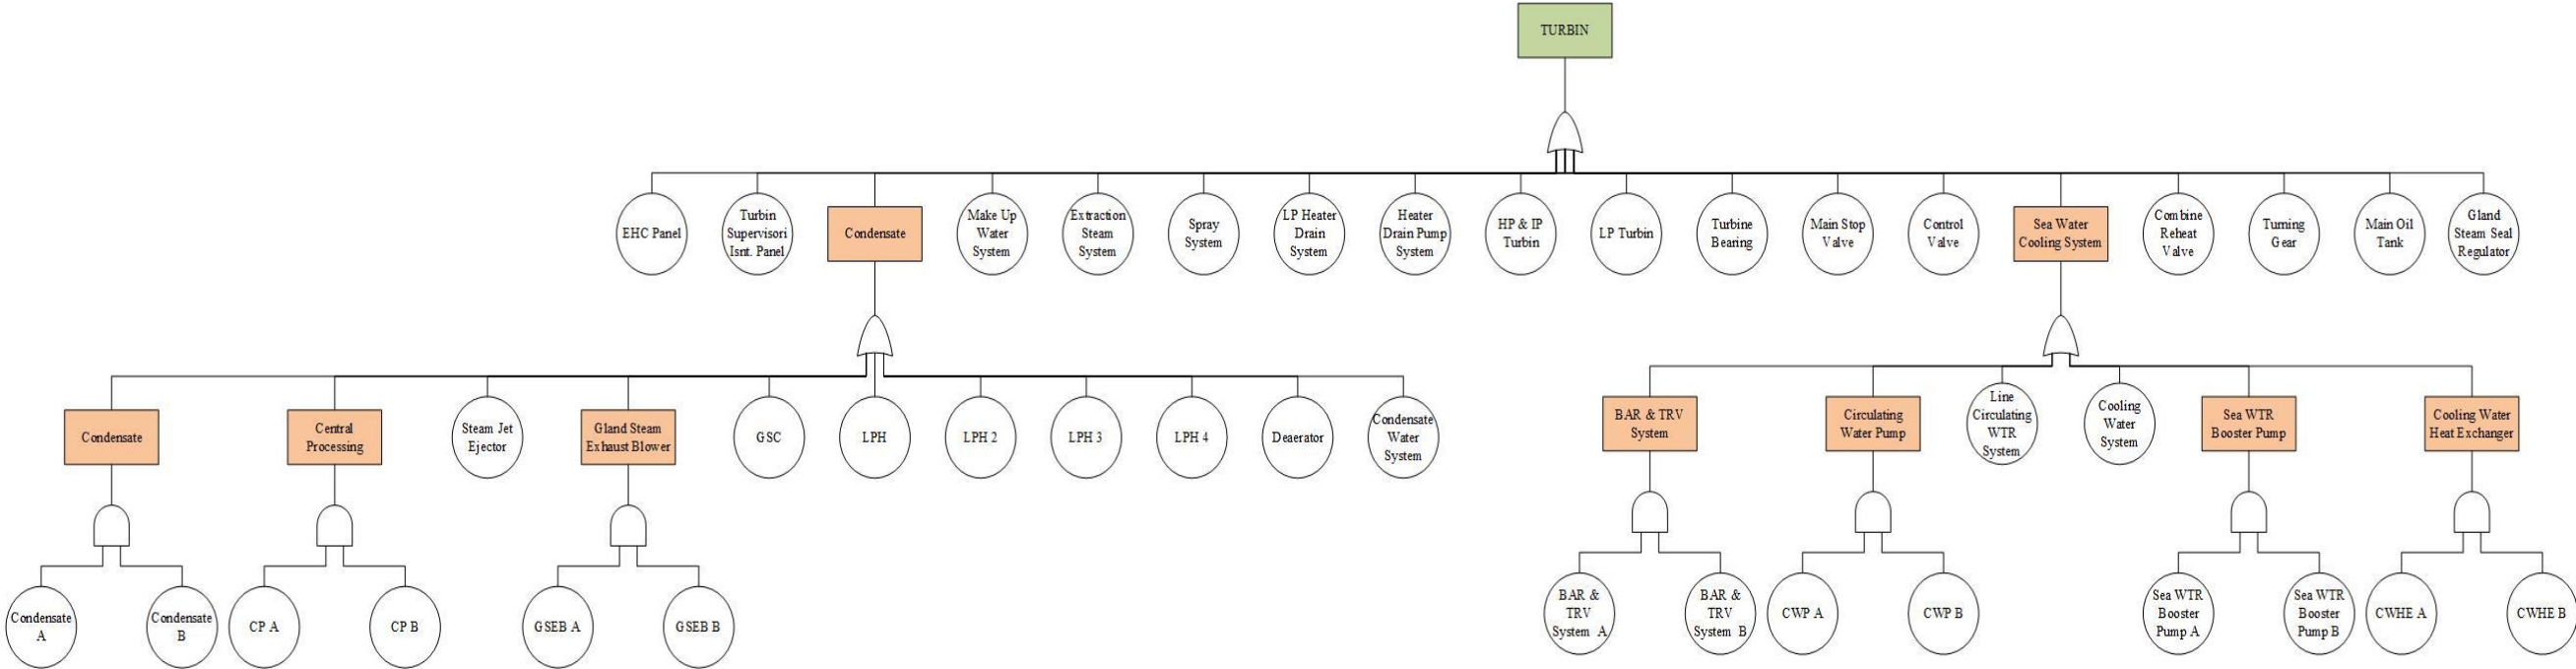 TURBIN
EHC Panel
Turbin
Supervisori
Isnt. Panel
Condensate
Make Up
Water
System
Extraction
Steam
System
Spray
System
LP Heater
Drain
System
Heater
Drain Pump
System
HP & IP
Turbin
LP Turbin
Turbine
Bearing
Main Stop
Valve
Control
Valve
Sea Water
Cooling System
Combine
Reheat
Valve
Turning
Gear
Main Oil
Tank
Gland
Steam Seal
Regulator
Condensate
Central
Processing
Steam Jet
Ejector
Gland Steam
Exhaust Blower
GSC
LPH
LPH 2
LPH 3
LPH 4
Deaerator
Condensate
Water
System
BAR & TRV
System
Circulating
Water Pump
Line
Circulating
WTR
System
Cooling
Water
System
Sea WTR
Booster Pump
Cooling Water
Heat Exchanger
Condensate
A
Condensate
B
CP A
CP B
GSEB A
GSEB B
BAR &
TRV
System A
BAR &
TRV
System B
CWP A
CWP B
Sea WTR
Booster
Pump A
Sea WTR
Booster
Pump B
CWHE A
CWHE B